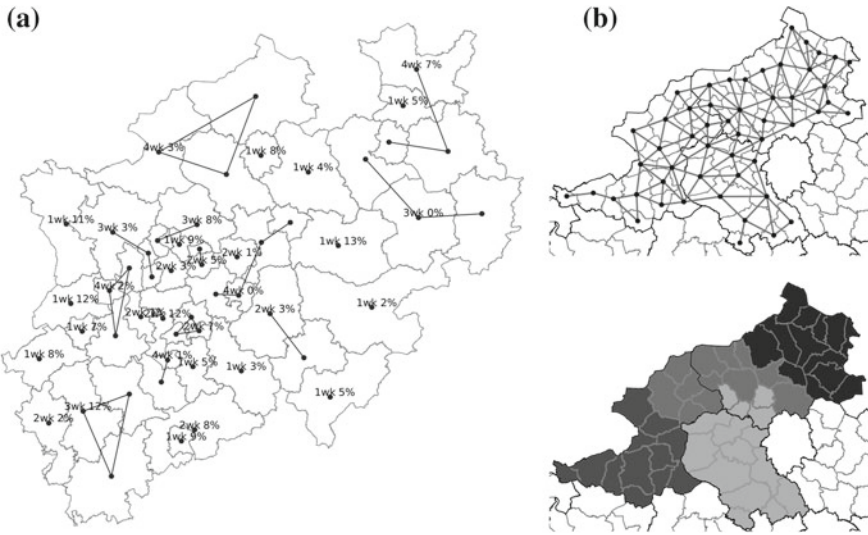 (a)
(b)
4wk 7%
1wk 5%
4wk 3%
1wk 8%
1wk 4%
1wk 11%
3wk 3%
3wk 8%
3wk 0%
1wk 9%
2wk 1%
1wk 13%
2wk 3%
2wk 5%
4wk 2%
4wk 0%
1wk 12%
1wk 2%
2wk 3%
12%
1wk 7%
2wk 7%
1wk 8%
4wk 1%
1wk 5%
1wk 3%
1wk 5%
3wk 12%
2wk 2%
2wk 8%
1wk 9%